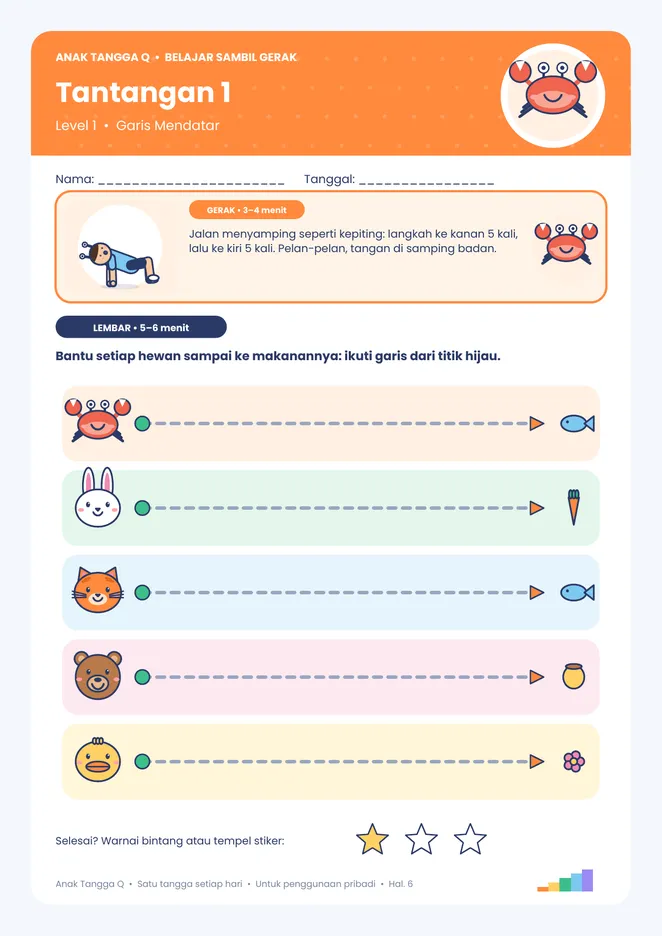 ANAK TANGGA Q • BELAJAR SAMBIL GERAK
Tantangan 1
Level 1 • Garis Mendatar
Nama: _____________________ Tanggal: ________________
GERAK • 3–4 menit
Jalan menyamping seperti kepiting: langkah ke kanan 5 kali,
lalu ke kiri 5 kali. Pelan-pelan, tangan di samping badan.
LEMBAR • 5–6 menit
Bantu setiap hewan sampai ke makanannya: ikuti garis dari titik hijau.
Selesai? Warnai bintang atau tempel stiker:
Anak Tangga Q • Satu tangga setiap hari • Untuk penggunaan pribadi • Hal. 6